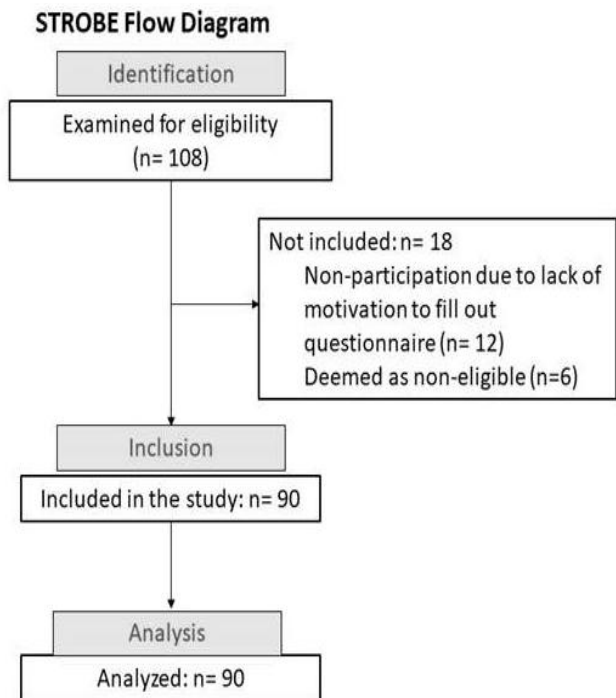 STROBE Flow Diagram
Identification
Examined for eligibility
(n= 108)
Not included: n= 18
Non-participation due to lack of
motivation to fill out
questionnaire (n= 12)
Deemed as non-eligible (n=6)
Inclusion
Included in the study: n= 90
Analysis
Analyzed: n= 90